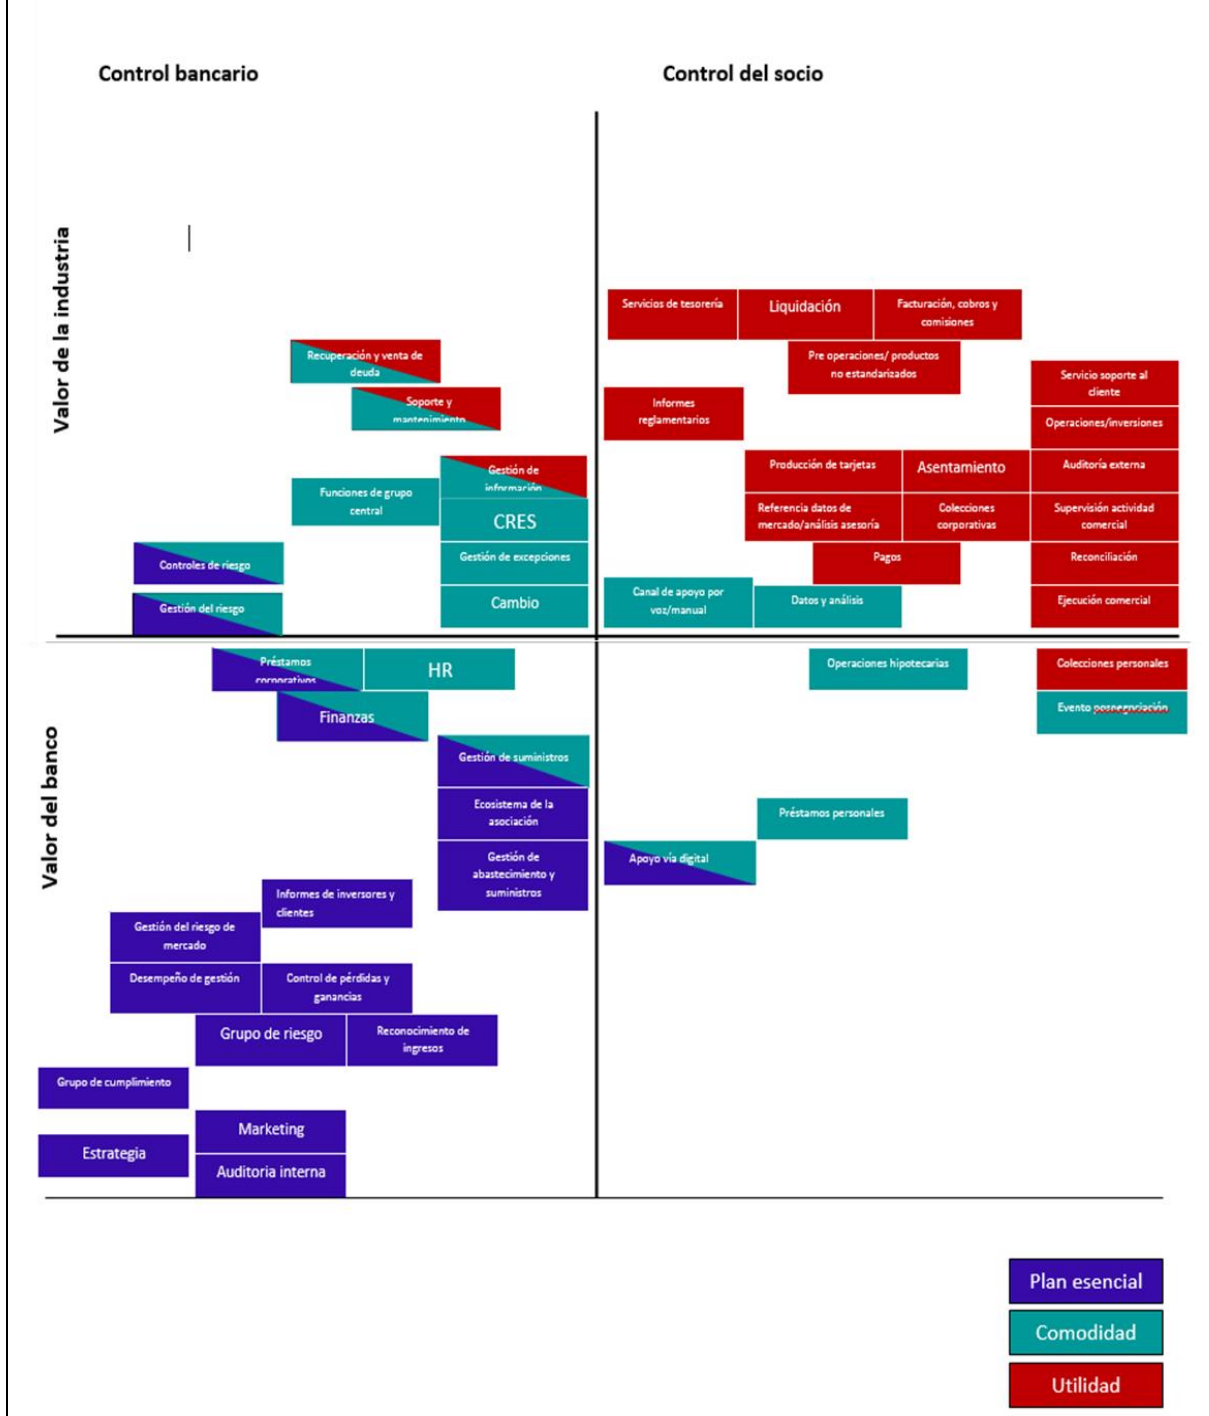 Control bancario
Control del socio
Valor de la industria
Servicios de tesorería
Liquidación
Facturación, cobros y
comisiones
Recuperación y venta de
deuda
Pre operaciones/ productos
no estandarizados
Servicio soporte al
cliente
Soporte y
mantenimiento
Informes
reglamentarios
Operaciones/inversiones
Gestión de
información
Producción de tarjetas
Asentamiento
Auditoría externa
Funciones de grupo
central
CRES
Referencia datos de
mercado/análisis asesoría
Colecciones
corporativas
Supervisión actividad
comercial
Controles de riesgo
Gestión de excepciones
Pagos
Reconciliación
Gestión del riesgo
Cambio
Canal de apoyo por
voz/manual
Datos y análisis
Ejecución comercial
Valor del banco
Préstamos
corporativos
HR
Operaciones hipotecarias
Colecciones personales
Finanzas
Evento posnegociación
Gestión de suministros
Ecosistema de la
asociación
Préstamos personales
Gestión de
abastecimiento y
suministros
Apoyo vía digital
Informes de inversores y
clientes
Gestión del riesgo de
mercado
Desempeño de gestión
Control de pérdidas y
ganancias
Grupo de riesgo
Reconocimiento de
ingresos
Grupo de cumplimiento
Marketing
Estrategia
Auditoria interna
Plan esencial
Comodidad
Utilidad